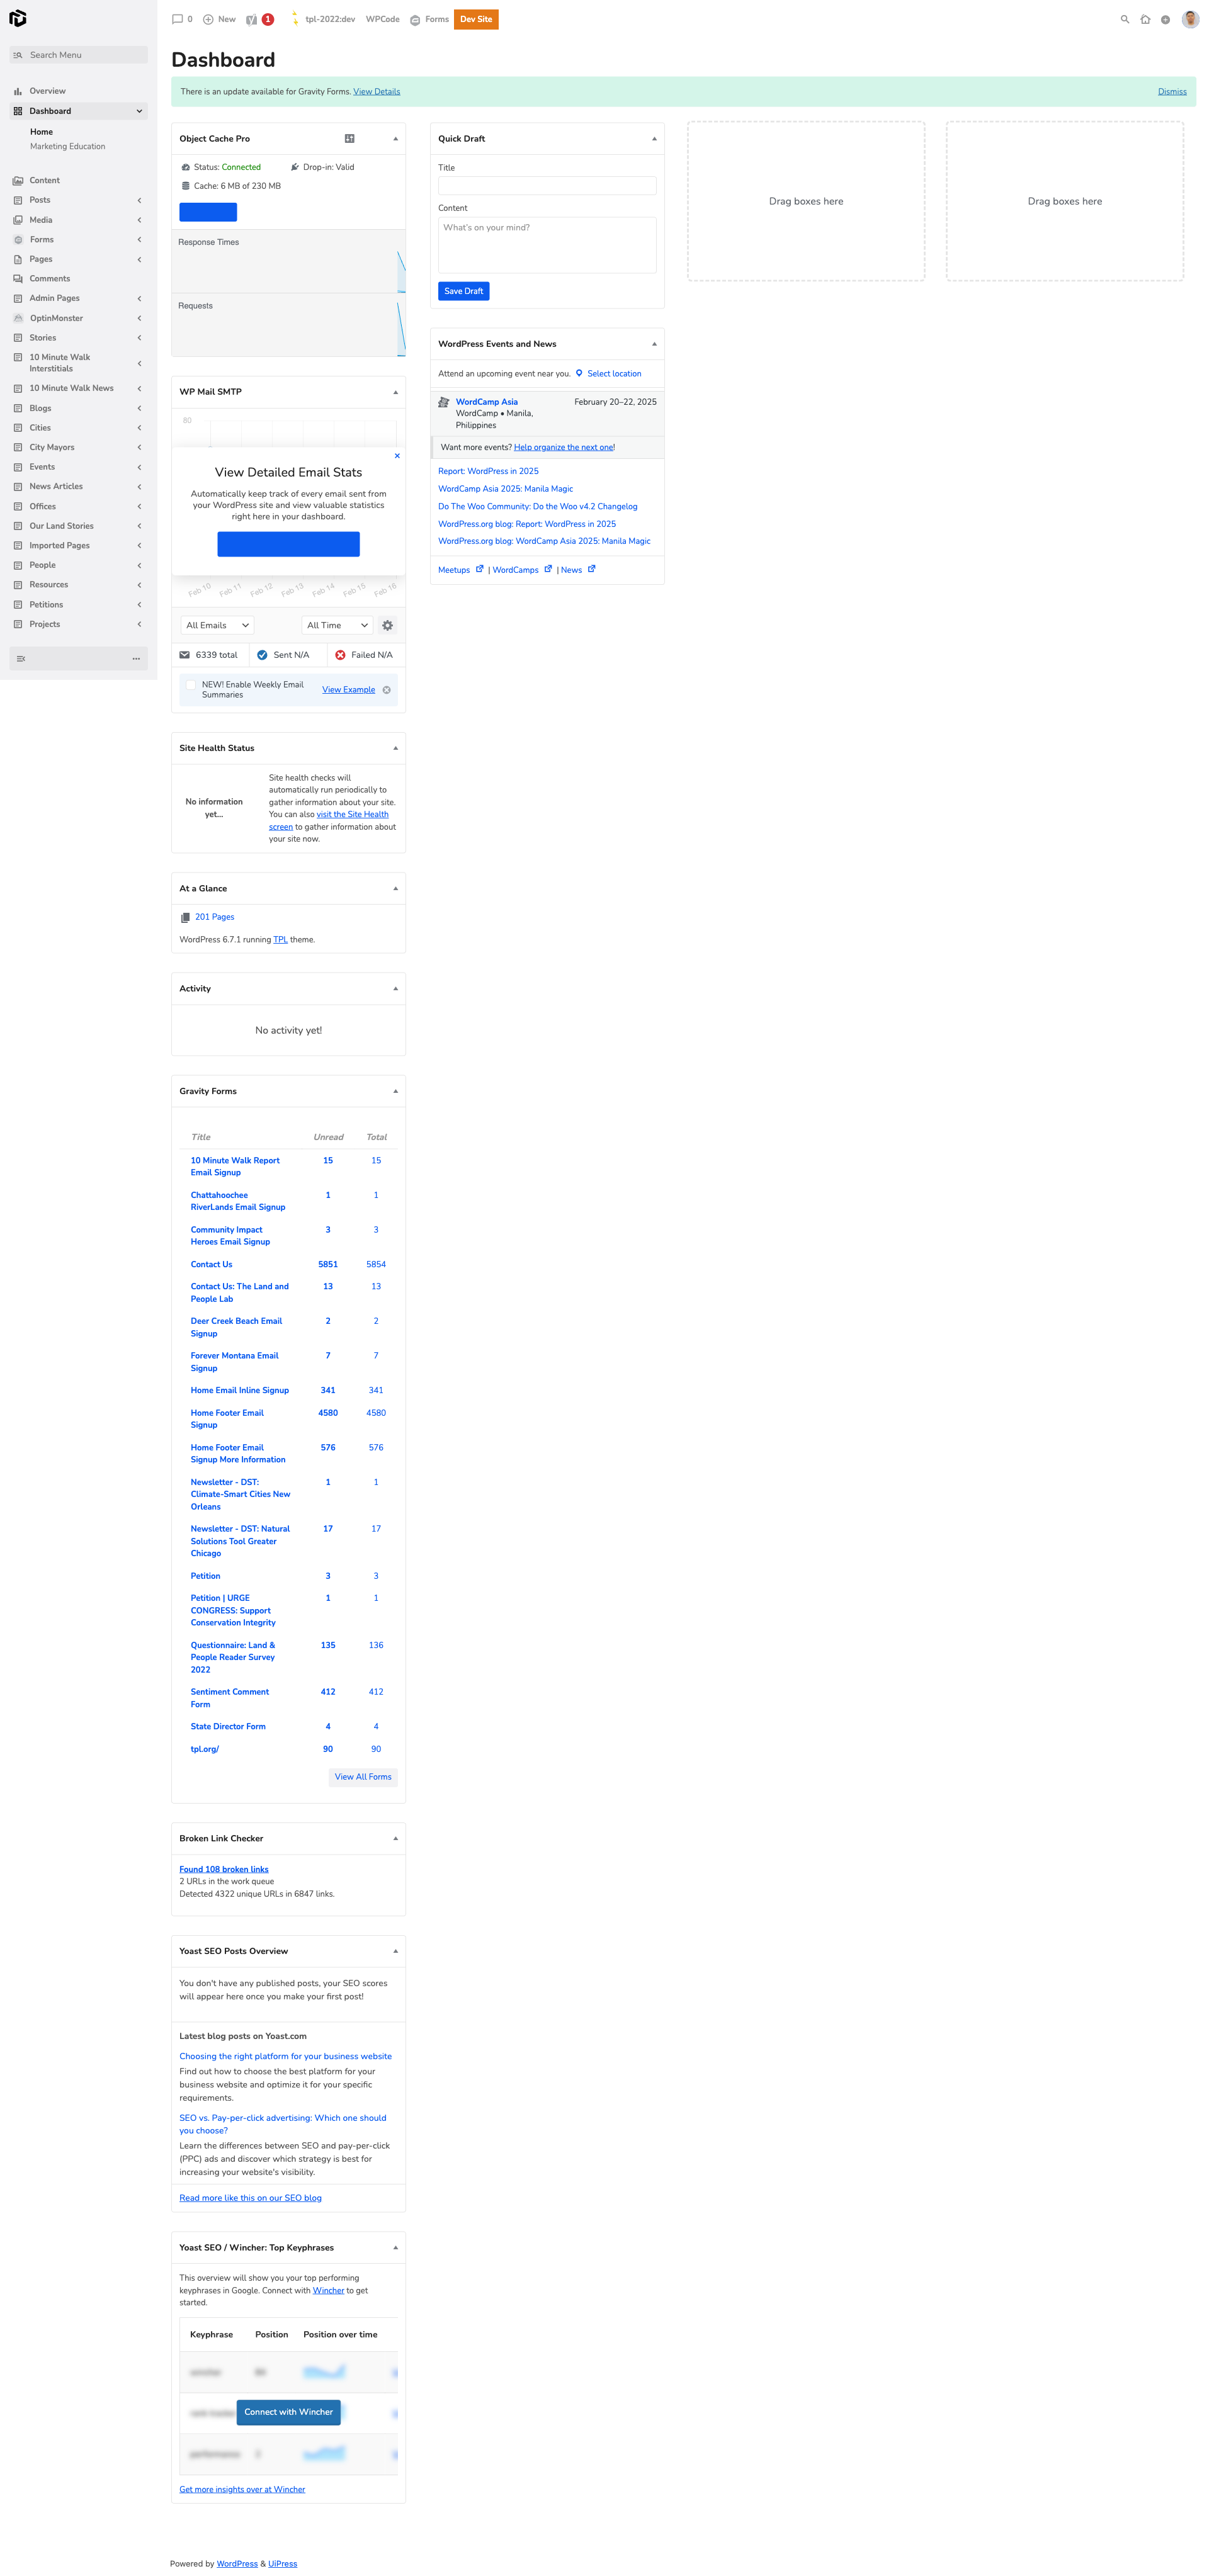 Search Menu
Overview
Dashboard
Home
Marketing Education
Content
Posts
Media
Forms
Pages
Comments
Admin Pages
OptinMonster
Stories
10 Minute Walk
Interstitials
10 Minute Walk News
Blogs
Cities
City Mayors
Events
News Articles
Offices
Our Land Stories
Imported Pages
People
Resources
Petitions
Projects
0 New 1 tpl-2022:dev WPCode Forms Dev Site
Dashboard
There is an update available for Gravity Forms. View Details Dismiss
Object Cache Pro
Status: Connected Drop-in: Valid
Cache: 6 MB of 230 MB
Response Times
Requests
WP Mail SMTP
80
View Detailed Email Stats
Automatically keep track of every email sent from
your WordPress site and view valuable statistics
right here in your dashboard.
Feb 10 Feb 11 Feb 12 Feb 13 Feb 14 Feb 15 Feb 16
All Emails All Time
6339 total Sent N/A Failed N/A
NEW! Enable Weekly Email
Summaries
View Example
Site Health Status
No information
yet...
Site health checks will
automatically run periodically to
gather information about your site.
You can also visit the Site Health
screen to gather information about
your site now.
At a Glance
201 Pages
WordPress 6.7.1 running TPL theme.
Activity
No activity yet!
Gravity Forms
Title Unread Total
10 Minute Walk Report 15 15
Email Signup
Chattahoochee 1 1
RiverLands Email Signup
Community Impact 3 3
Heroes Email Signup
Contact Us 5851 5854
Contact Us: The Land and 13 13
People Lab
Deer Creek Beach Email 2 2
Signup
Forever Montana Email 7 7
Signup
Home Email Inline Signup 341 341
Home Footer Email 4580 4580
Signup
Home Footer Email 576 576
Signup More Information
Newsletter - DST: 1 1
Climate-Smart Cities New
Orleans
Newsletter - DST: Natural 17 17
Solutions Tool Greater
Chicago
Petition 3 3
Petition | URGE 1 1
CONGRESS: Support
Conservation Integrity
Questionnaire: Land & 135 136
People Reader Survey
2022
Sentiment Comment 412 412
Form
State Director Form 4 4
tpl.org/ 90 90
View All Forms
Broken Link Checker
Found 108 broken links
2 URLs in the work queue
Detected 4322 unique URLs in 6847 links.
Yoast SEO Posts Overview
You don't have any published posts, your SEO scores
will appear here once you make your first post!
Latest blog posts on Yoast.com
Choosing the right platform for your business website
Find out how to choose the best platform for your
business website and optimize it for your specific
requirements.
SEO vs. Pay-per-click advertising: Which one should
you choose?
Learn the differences between SEO and pay-per-click
(PPC) ads and discover which strategy is best for
increasing your website's visibility.
Read more like this on our SEO blog
Yoast SEO / Wincher: Top Keyphrases
This overview will show you your top performing
keyphrases in Google. Connect with Wincher to get
started.
Keyphrase Position Position over time
Connect with Wincher
Get more insights over at Wincher
Quick Draft
Title
Content
What's on your mind?
Save Draft
WordPress Events and News
Attend an upcoming event near you. Select location
WordCamp Asia February 20–22, 2025
WordCamp • Manila,
Philippines
Want more events? Help organize the next one!
Report: WordPress in 2025
WordCamp Asia 2025: Manila Magic
Do The Woo Community: Do the Woo v4.2 Changelog
WordPress.org blog: Report: WordPress in 2025
WordPress.org blog: WordCamp Asia 2025: Manila Magic
Meetups | WordCamps | News
Drag boxes here
Drag boxes here
Powered by WordPress & UiPress